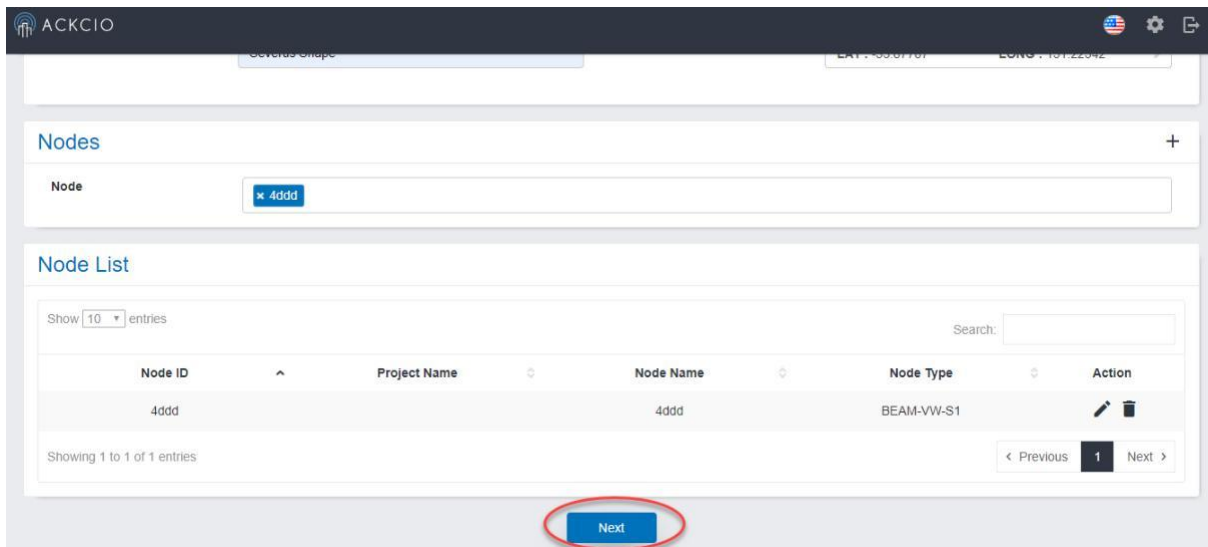 ACKCIO
Nodes
Node
× 4ddd
Node List
Show 10 entries
Search:
Node ID Project Name Node Name Node Type Action
4ddd 4ddd BEAM-VW-S1
Showing 1 to 1 of 1 entries
< Previous 1 Next >
Next